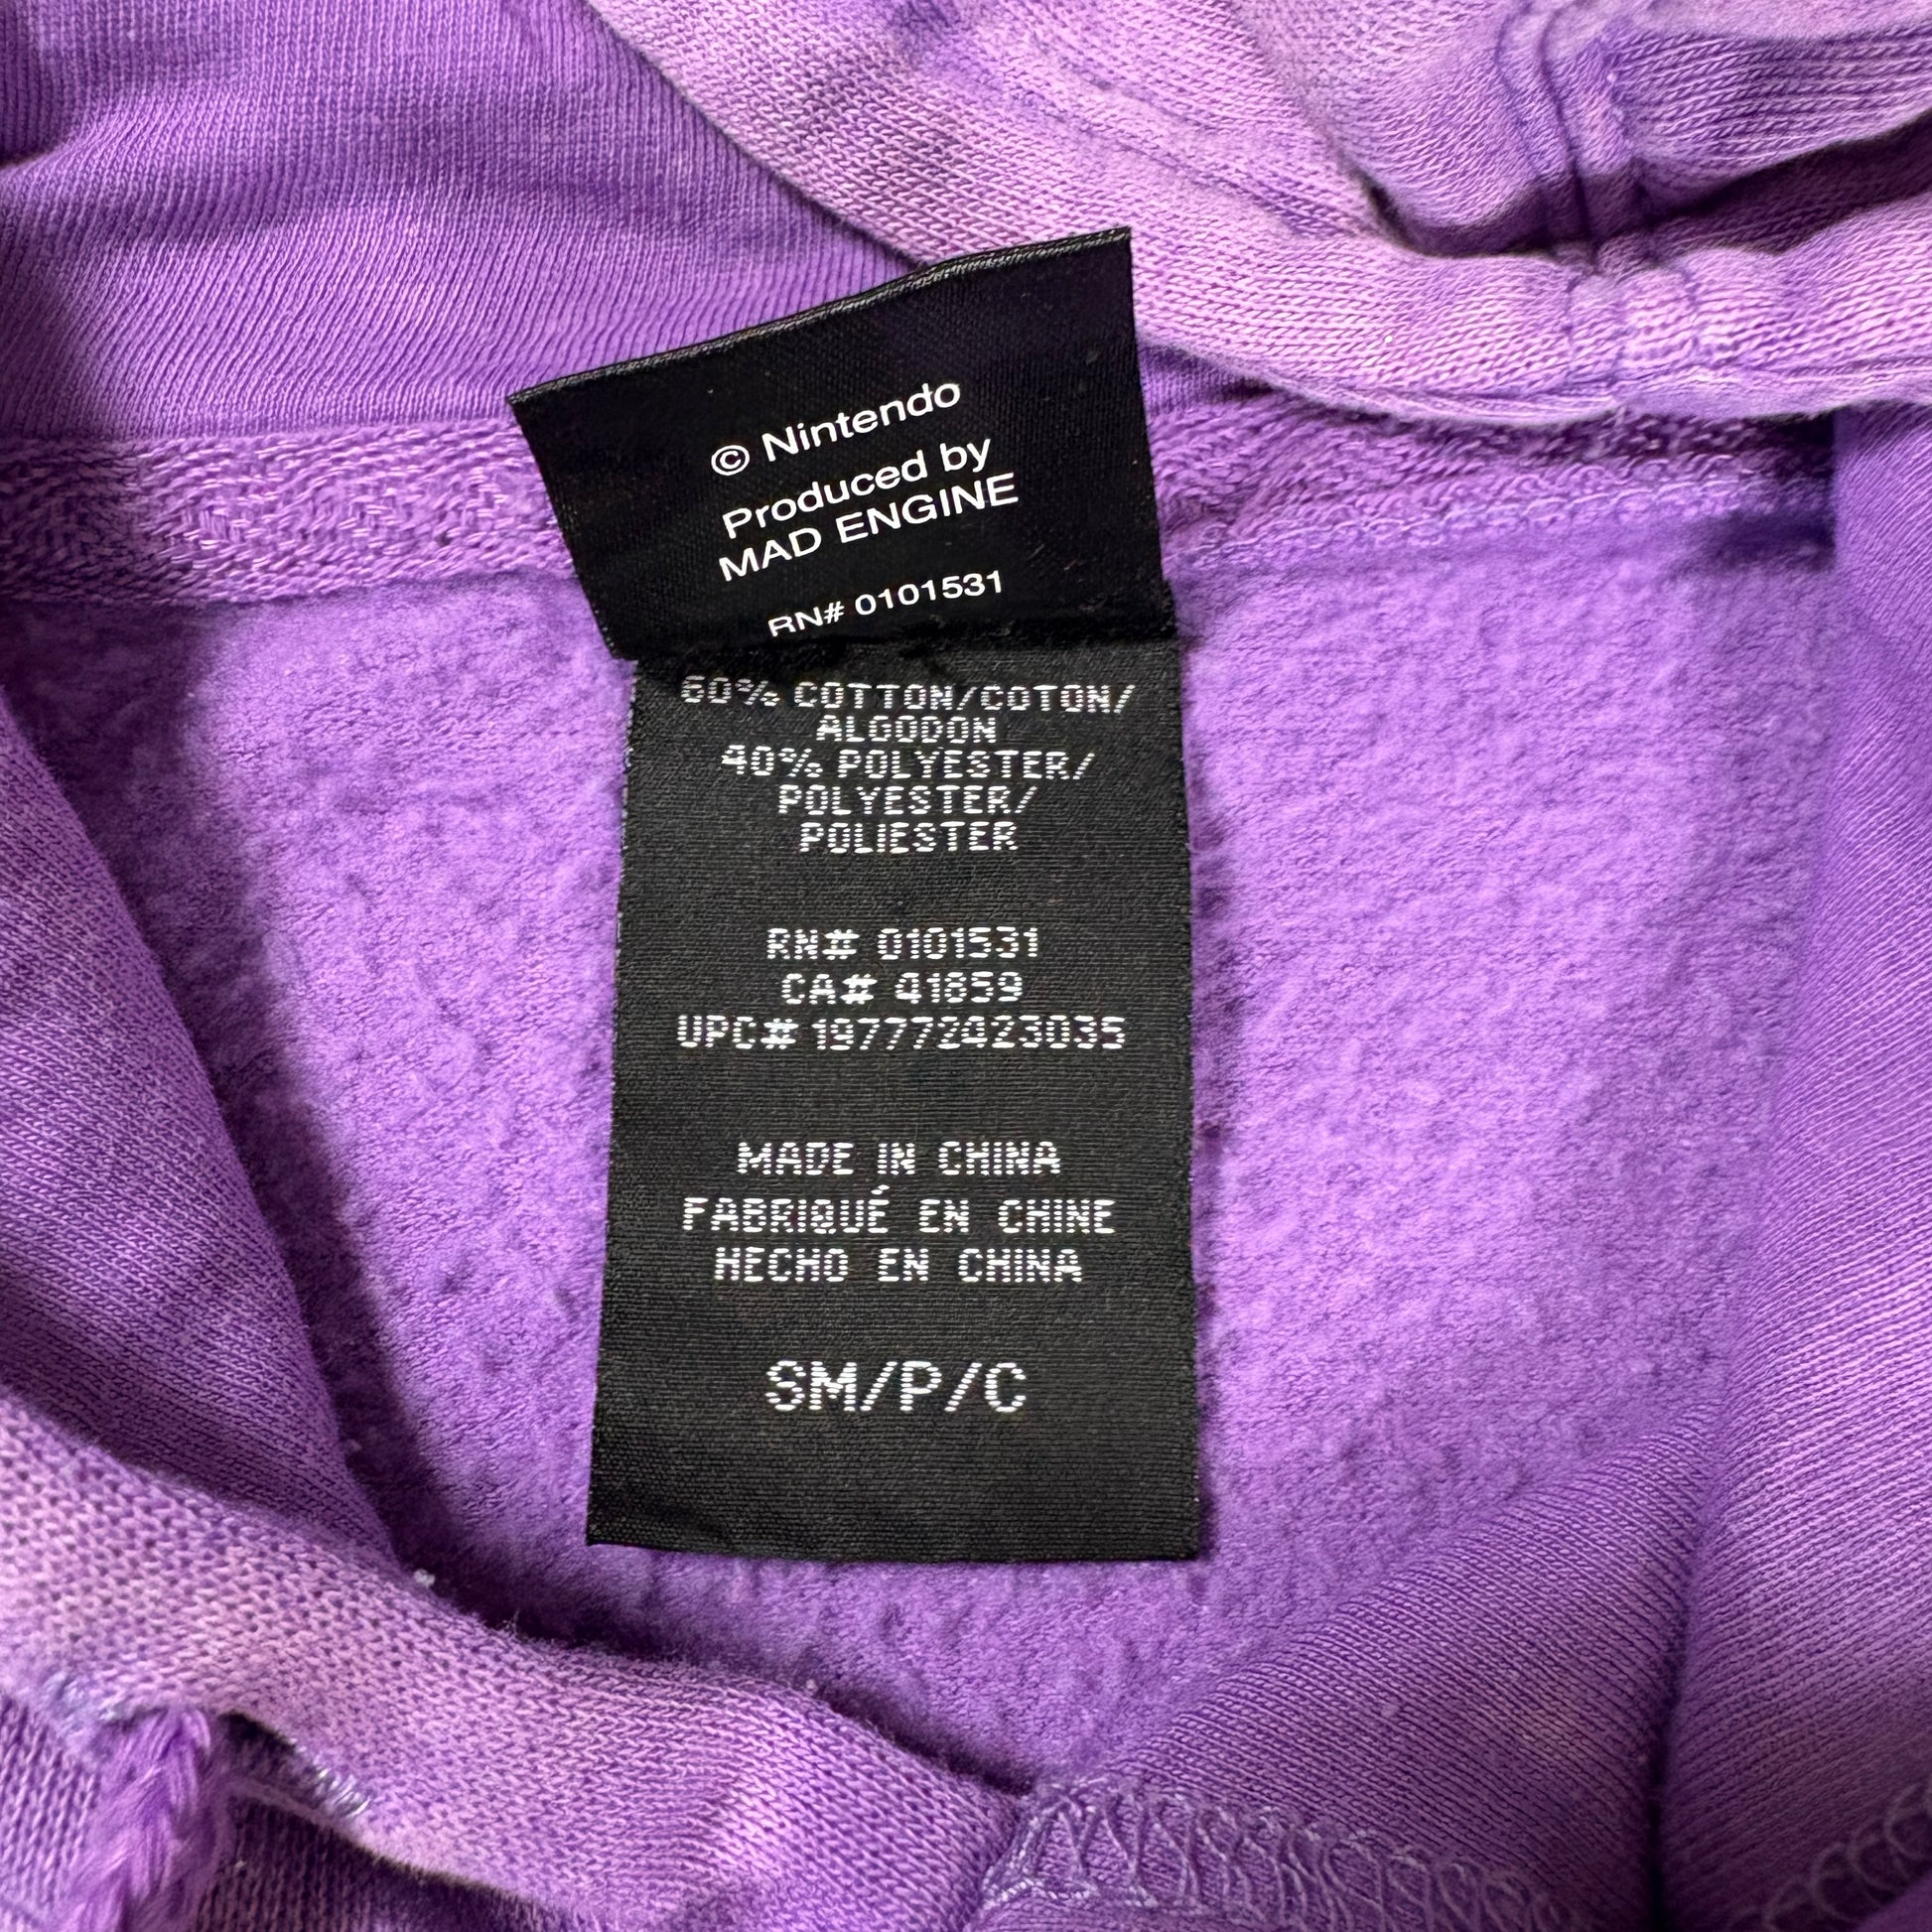 © Nintendo
Produced by
MAD ENGINE
RN# 0101531
60% COTTON/COTON/
ALGODON
40% POLYESTER/
POLYESTER/
POLIESTER
RN# 0101531
CA# 41859
UPC# 197772423035
MADE IN CHINA
FABRIQUÉ EN CHINE
HECHO EN CHINA
SM/P/C